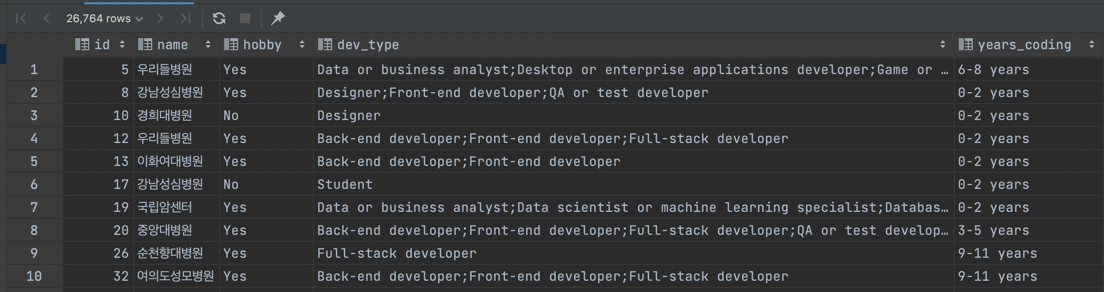 26,764 rows
id name hobby dev_type years_coding
1 5 우리들병원 Yes Data or business analyst;Desktop or enterprise applications developer;Game or … 6-8 years
2 8 강남성심병원 Yes Designer;Front-end developer;QA or test developer 0-2 years
3 10 경희대병원 No Designer 0-2 years
4 12 우리들병원 Yes Back-end developer;Front-end developer;Full-stack developer 0-2 years
5 13 이화여대병원 Yes Back-end developer;Front-end developer 0-2 years
6 17 강남성심병원 No Student 0-2 years
7 19 국립암센터 Yes Data or business analyst;Data scientist or machine learning specialist;Databas… 0-2 years
8 20 중앙대병원 Yes Back-end developer;Front-end developer;Full-stack developer;QA or test develop… 3-5 years
9 26 순천향대병원 Yes Full-stack developer 9-11 years
10 32 여의도성모병원 Yes Back-end developer;Front-end developer;Full-stack developer 9-11 years